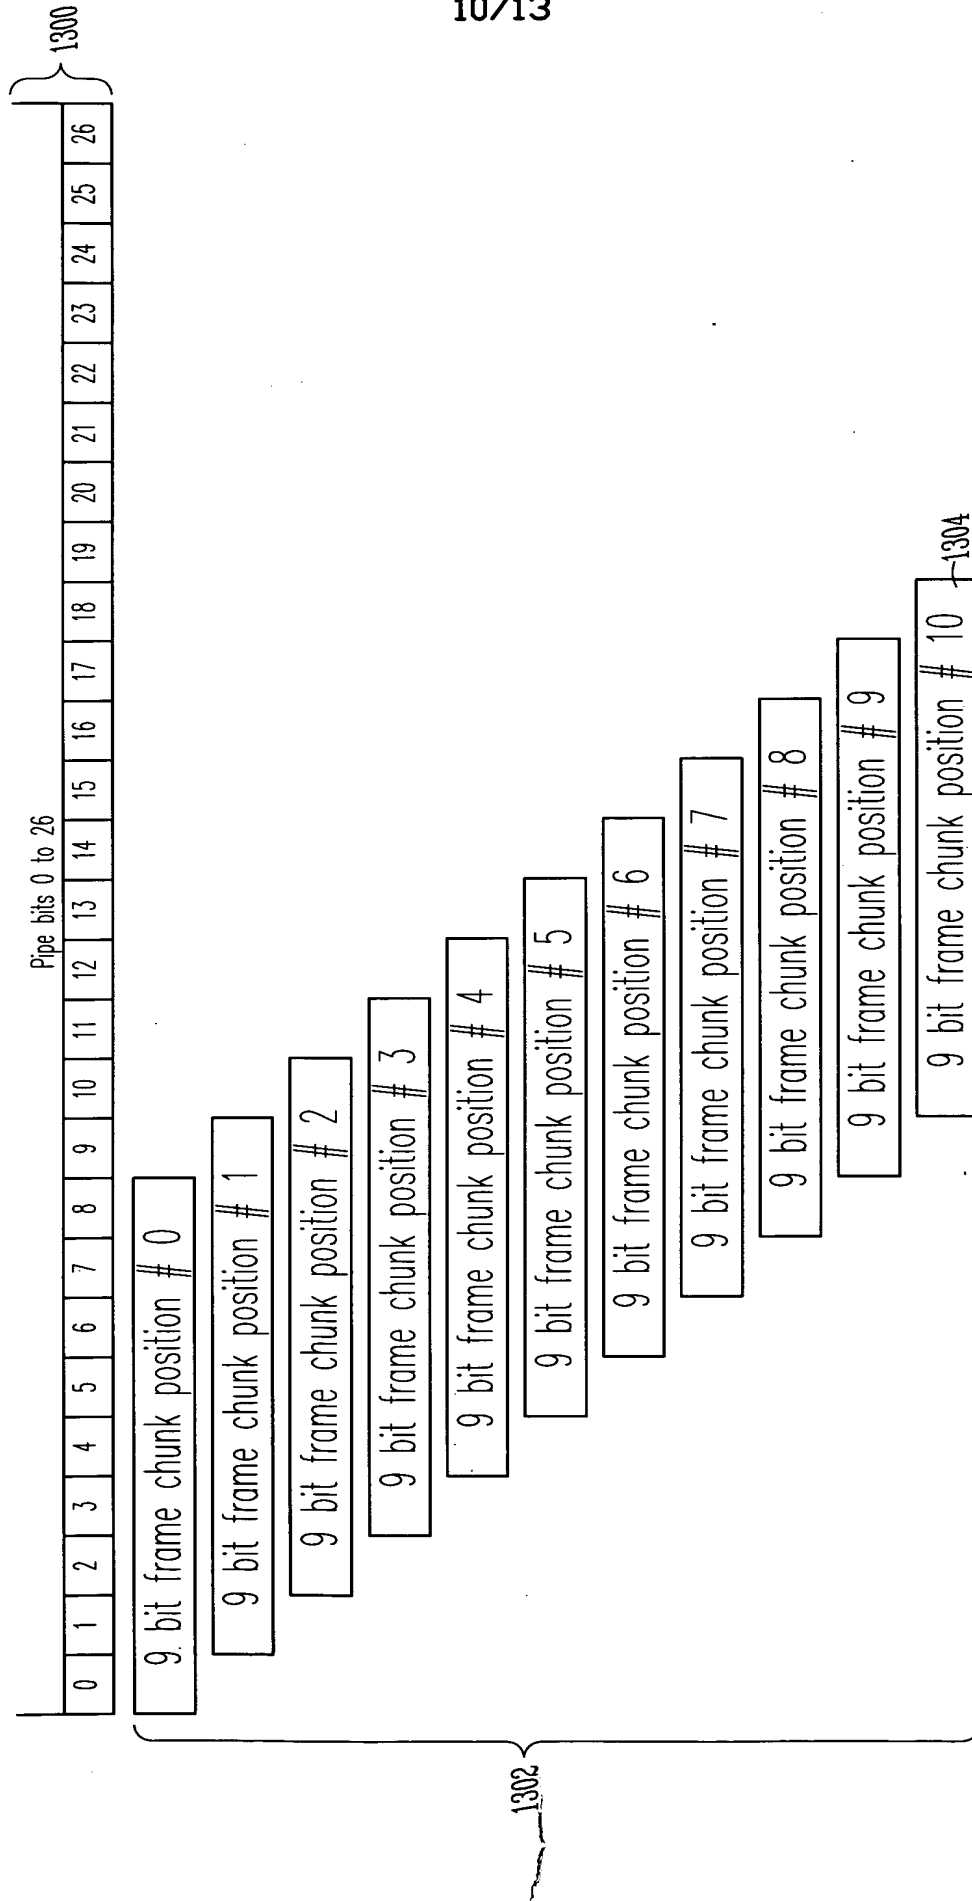 10/13
1300
Pipe bits 0 to 26
0 1 2 3 4 5 6 7 8 9 10 11 12 13 14 15 16 17 18 19 20 21 22 23 24 25 26
9 bit frame chunk position # 0
9 bit frame chunk position # 1
9 bit frame chunk position # 2
9 bit frame chunk position # 3
9 bit frame chunk position # 4
9 bit frame chunk position # 5
9 bit frame chunk position # 6
9 bit frame chunk position # 7
9 bit frame chunk position # 8
9 bit frame chunk position # 9
9 bit frame chunk position # 10
1304
1302